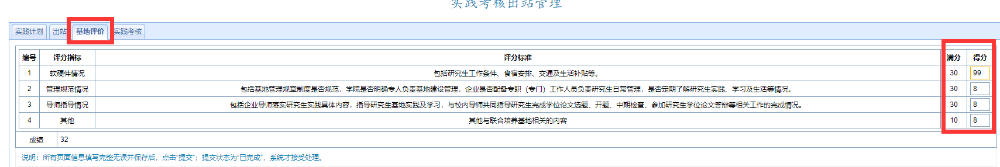 实践考核出站管理
实践计划 出站 基地评价 实践考核
编号 评分指标 评分标准 满分 得分
1 软硬件情况 包括研究生工作条件、食宿安排、交通及生活补贴等。 30 99
2 管理规范情况 包括基地管理规章制度是否规范，学院是否明确专人负责基地建设管理，企业是否配备专职（专门）工作人员负责研究生日常管理，是否定期了解研究生实践、学习及生活等情况。 30 8
3 导师指导情况 包括企业导师落实研究生实践具体内容，指导研究生基地实践及学习，与校内导师共同指导研究生完成学位论文选题、开题、中期检查、参加研究生学位论文答辩等相关工作的完成情况。 30 8
4 其他 其他与联合培养基地相关的内容 10 8
成绩 32
说明：所有页面信息填写完整无误并保存后，点击“提交”；提交状态为“已完成”，系统才接受处理。